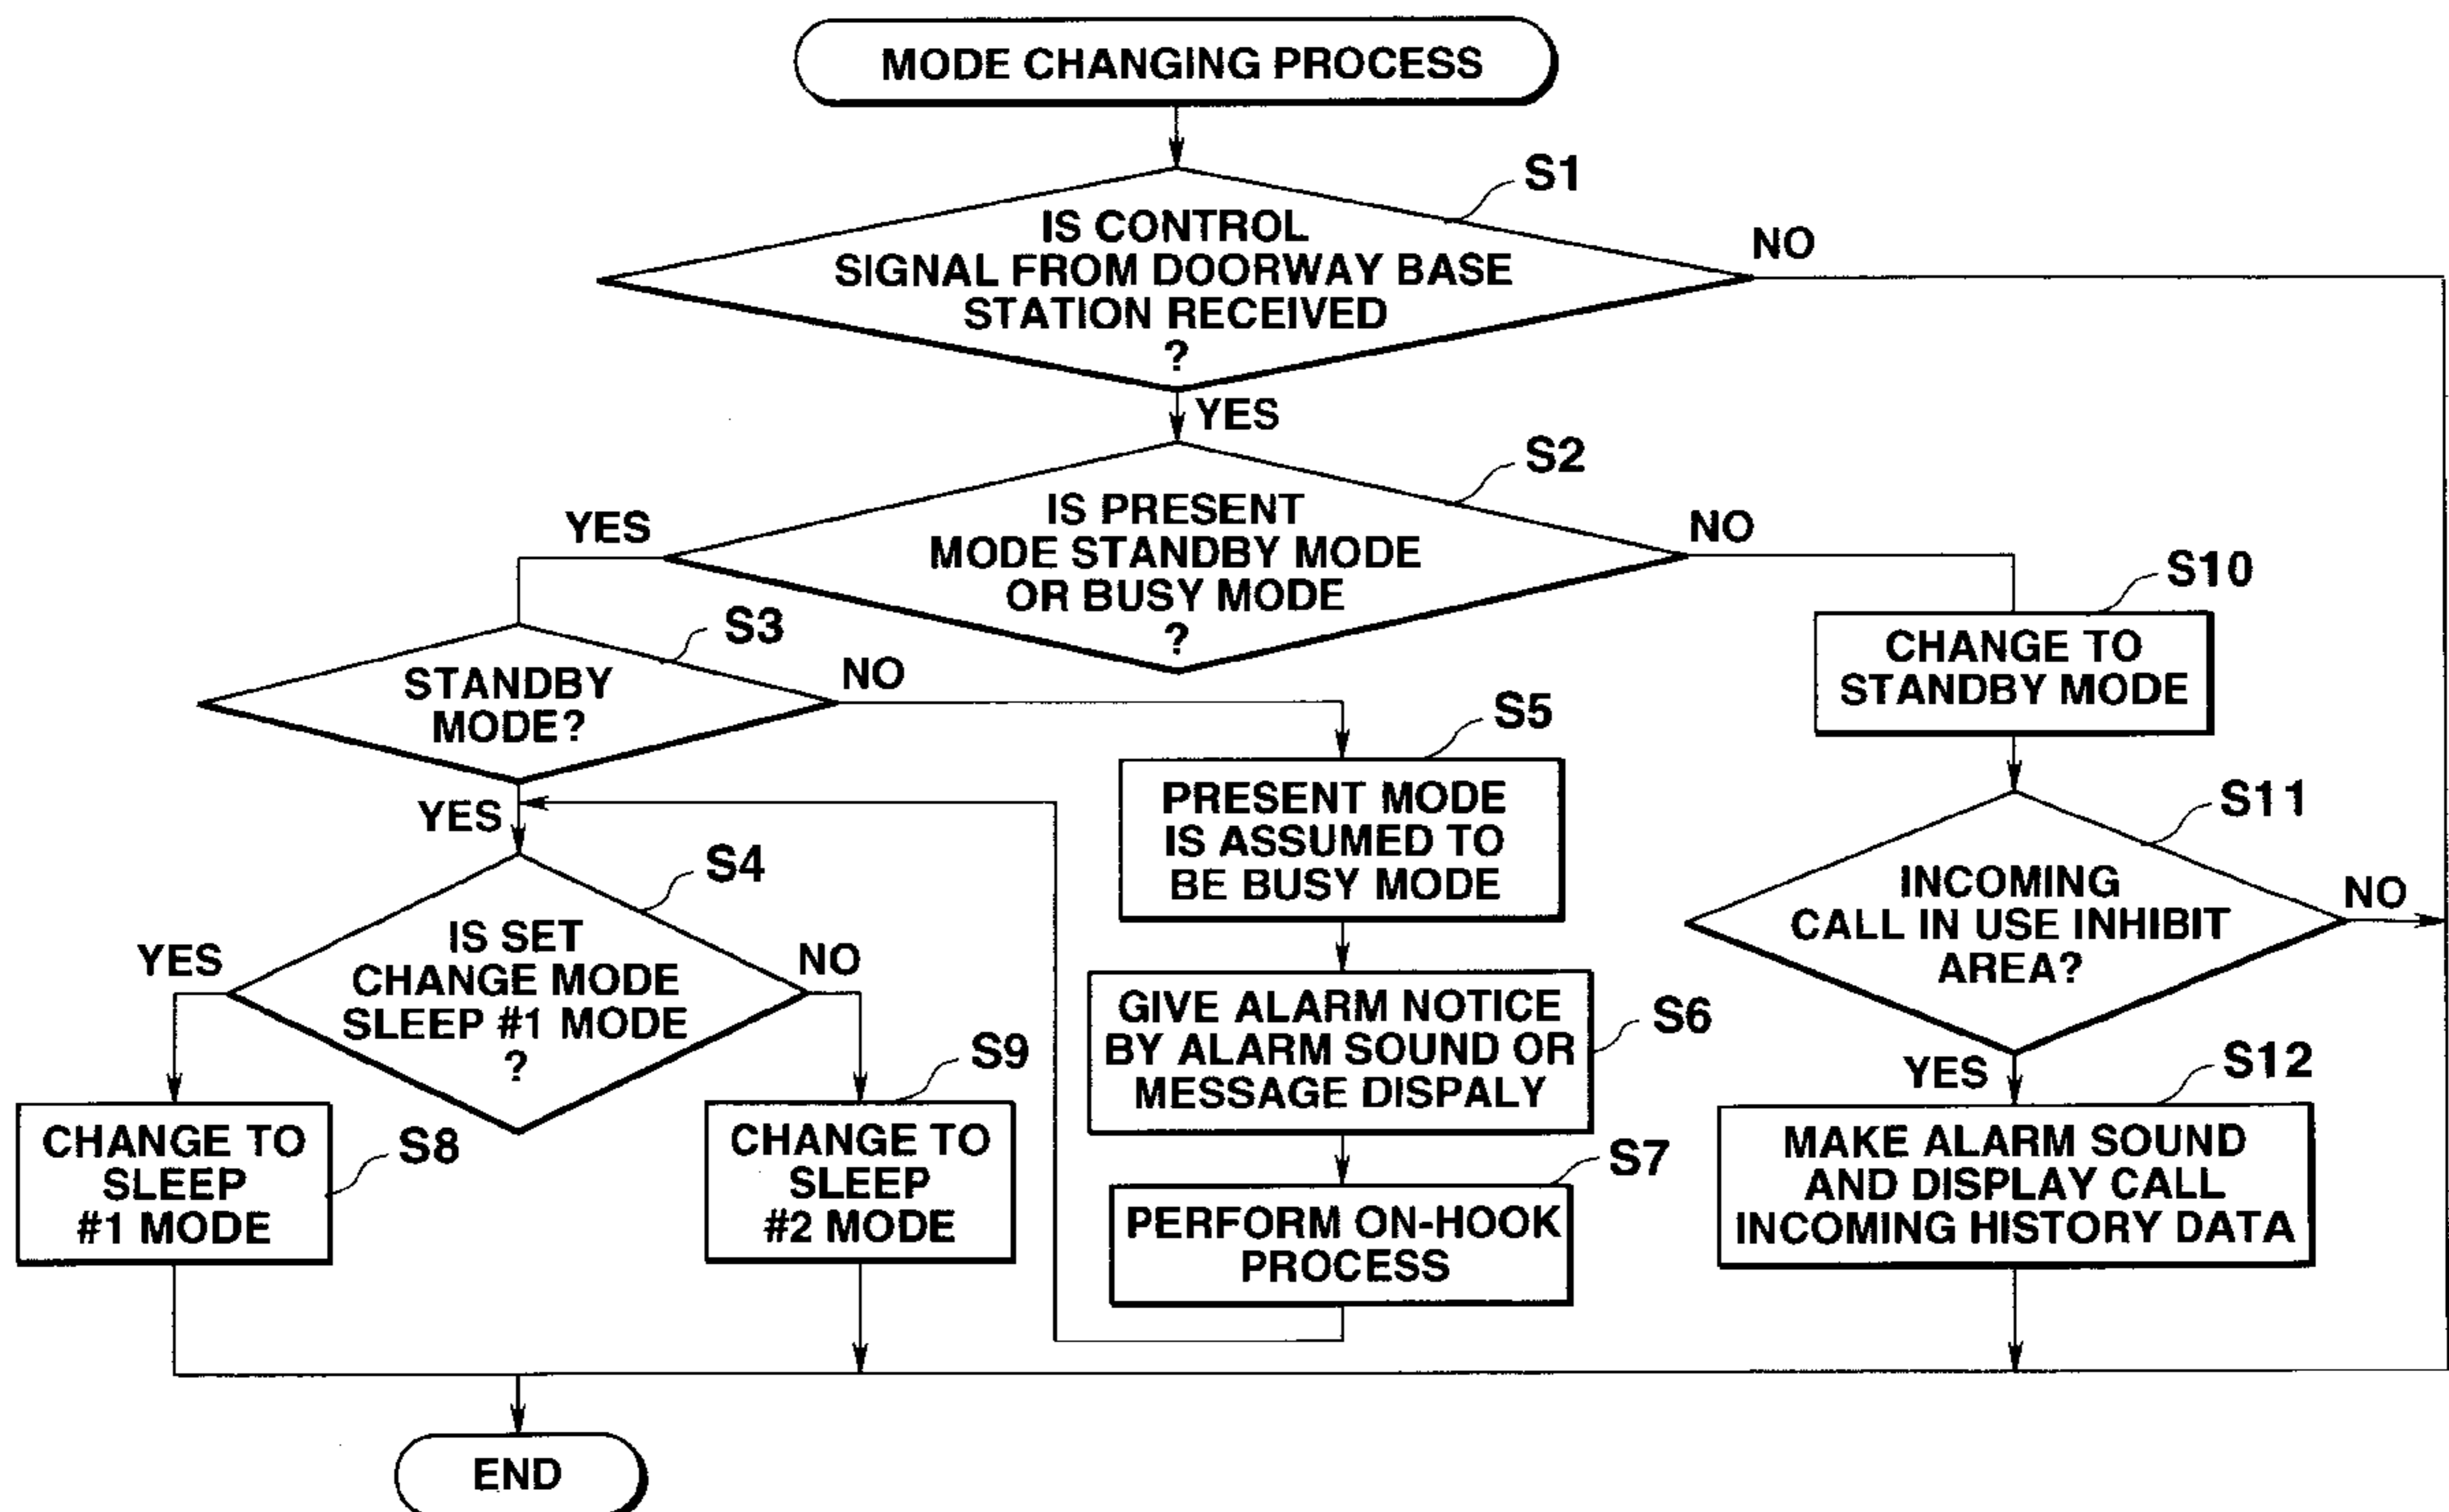 MODE CHANGING PROCESS
S1
IS CONTROL
SIGNAL FROM DOORWAY BASE
STATION RECEIVED
?
NO
YES
S2
IS PRESENT
MODE STANDBY MODE
OR BUSY MODE
?
YES
NO
S10
CHANGE TO
STANDBY MODE
S3
STANDBY
MODE?
NO
YES
S5
PRESENT MODE
IS ASSUMED TO
BE BUSY MODE
S11
INCOMING
CALL IN USE INHIBIT
AREA?
NO
YES
S4
IS SET
CHANGE MODE
SLEEP #1 MODE
?
YES
NO
S6
GIVE ALARM NOTICE
BY ALARM SOUND OR
MESSAGE DISPALY
S9
CHANGE TO
SLEEP
#2 MODE
S8
CHANGE TO
SLEEP
#1 MODE
S7
PERFORM ON-HOOK
PROCESS
S12
MAKE ALARM SOUND
AND DISPLAY CALL
INCOMING HISTORY DATA
END